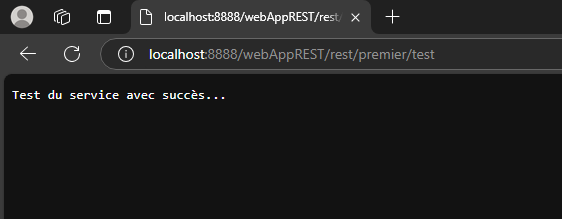 localhost:8888/webAppREST/rest/
localhost:8888/webAppREST/rest/premier/test
Test du service avec succès...